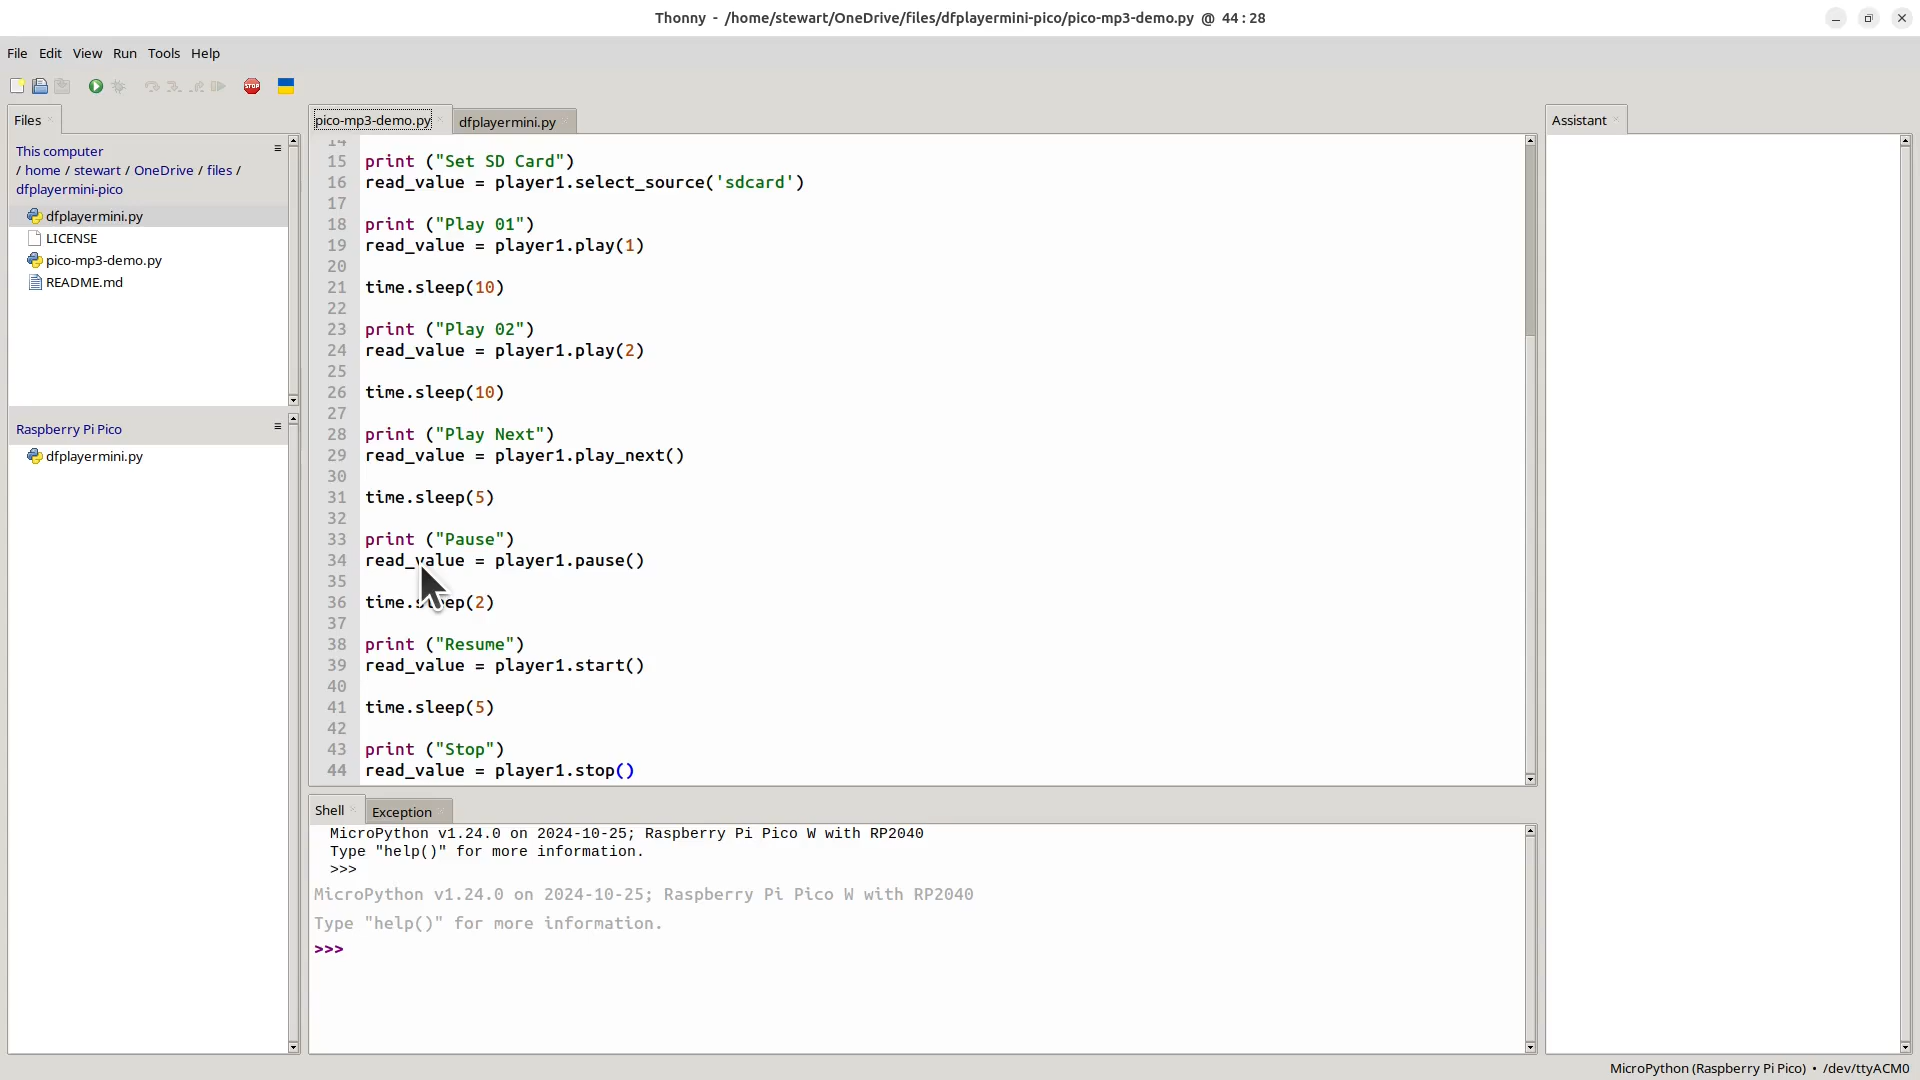 Thonny - /home/stewart/OneDrive/files/dfplayermini-pico/pico-mp3-demo.py @ 44 : 28
File Edit View Run Tools Help
STOP
Files
This computer
/ home / stewart / OneDrive / files /
dfplayermini-pico
dfplayermini.py
LICENSE
pico-mp3-demo.py
README.md
Raspberry Pi Pico
dfplayermini.py
pico-mp3-demo.py
dfplayermini.py
14
15 print ("Set SD Card")
16 read_value = player1.select_source('sdcard')
17
18 print ("Play 01")
19 read_value = player1.play(1)
20
21 time.sleep(10)
22
23 print ("Play 02")
24 read_value = player1.play(2)
25
26 time.sleep(10)
27
28 print ("Play Next")
29 read_value = player1.play_next()
30
31 time.sleep(5)
32
33 print ("Pause")
34 read_value = player1.pause()
35
36 time.sleep(2)
37
38 print ("Resume")
39 read_value = player1.start()
40
41 time.sleep(5)
42
43 print ("Stop")
44 read_value = player1.stop()
Shell
Exception
MicroPython v1.24.0 on 2024-10-25; Raspberry Pi Pico W with RP2040
Type "help()" for more information.
>>>
MicroPython v1.24.0 on 2024-10-25; Raspberry Pi Pico W with RP2040
Type "help()" for more information.
>>>
Assistant
MicroPython (Raspberry Pi Pico) • /dev/ttyACM0